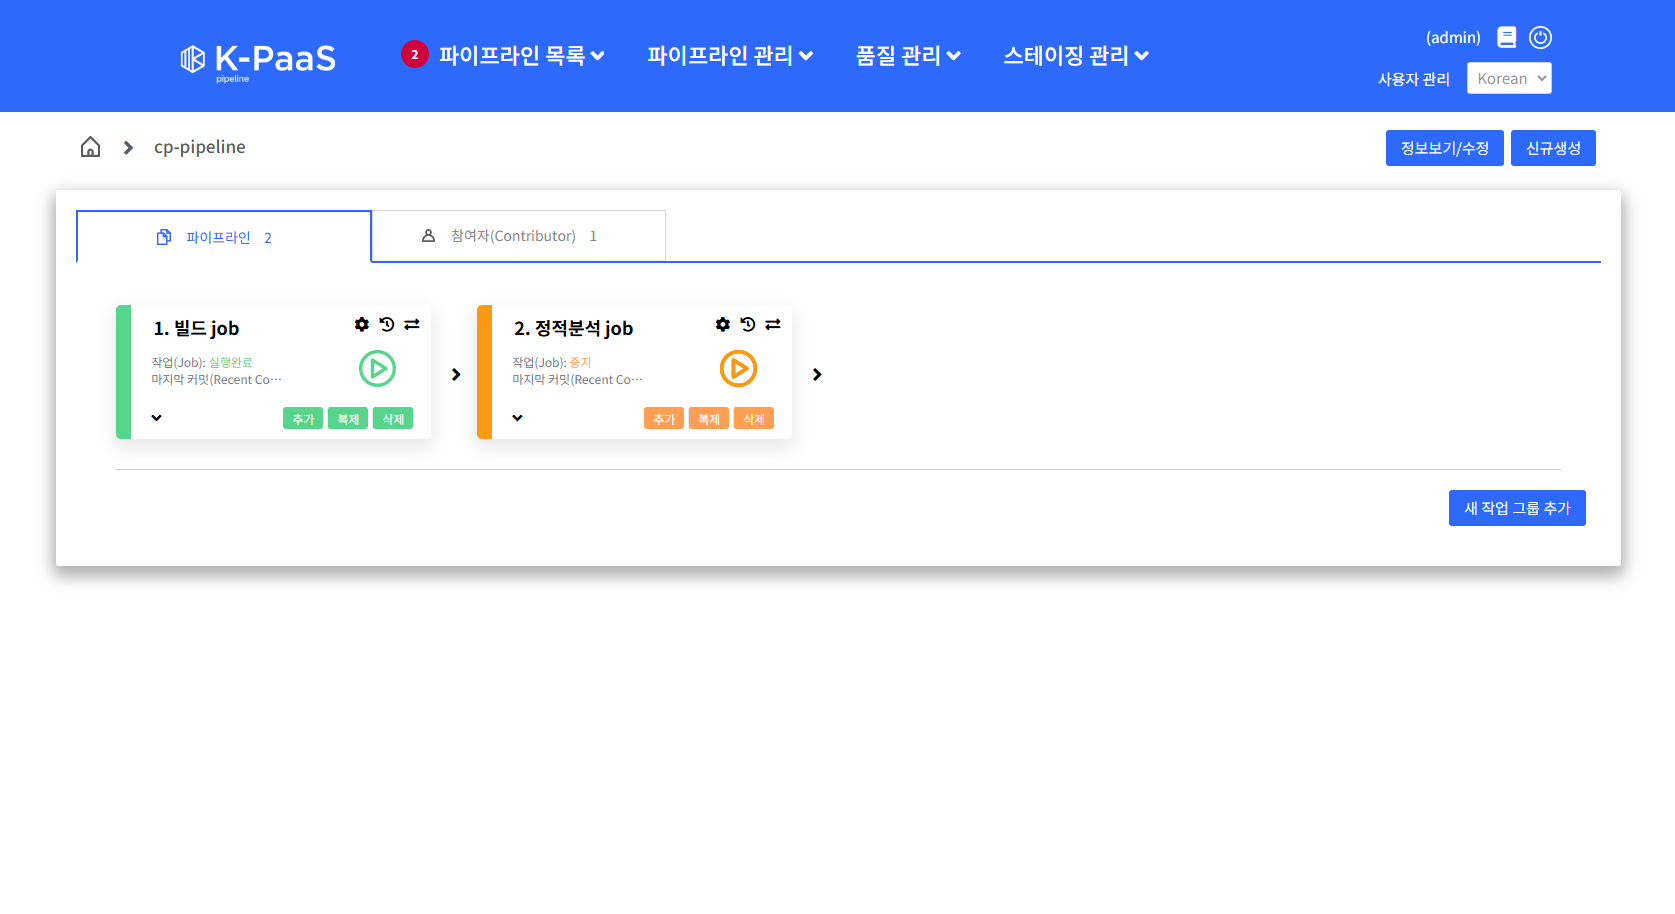 K-PaaS
pipeline
2 파이프라인 목록
파이프라인 관리
품질 관리
스테이징 관리
(admin)
사용자 관리
Korean
cp-pipeline
정보보기/수정
신규생성
파이프라인 2
참여자(Contributor) 1
1. 빌드 job
작업(Job): 실행완료
마지막 커밋(Recent Co…
추가 복제 삭제
2. 정적분석 job
작업(Job): 중지
마지막 커밋(Recent Co…
추가 복제 삭제
새 작업 그룹 추가